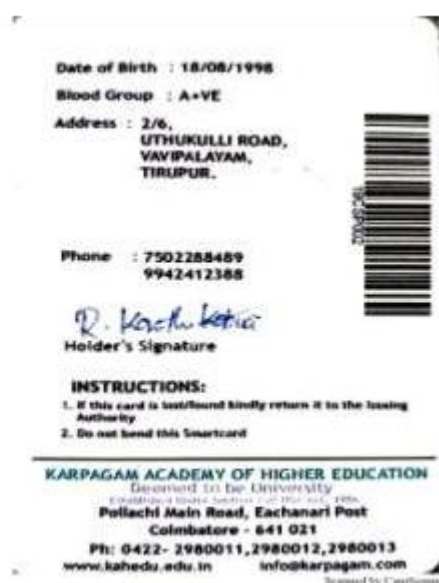 Date of Birth : 18/08/1998
Blood Group : A+VE
Address : 2/6,
UTHUKULLI ROAD,
VAVIPALAYAM,
TIRUPUR.
Phone : 7502288489
9942412388
R.
Holder's Signature
INSTRUCTIONS:
1. If this card is lost/found kindly return it to the Issuing
Authority
2. Do not bend this Smartcard
KARPAGAM ACADEMY OF HIGHER EDUCATION
Deemed to be University
Pollachi Main Road, Eachanari Post
Coimbatore - 641 021
Ph: 0422- 2980011,2980012,2980013
www.kahedu.edu.in info@karpagam.com